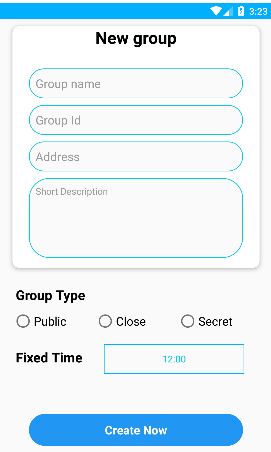 3:23
New group
Group name
Group Id
Address
Short Description
Group Type
Public Close Secret
Fixed Time 12:00
Create Now